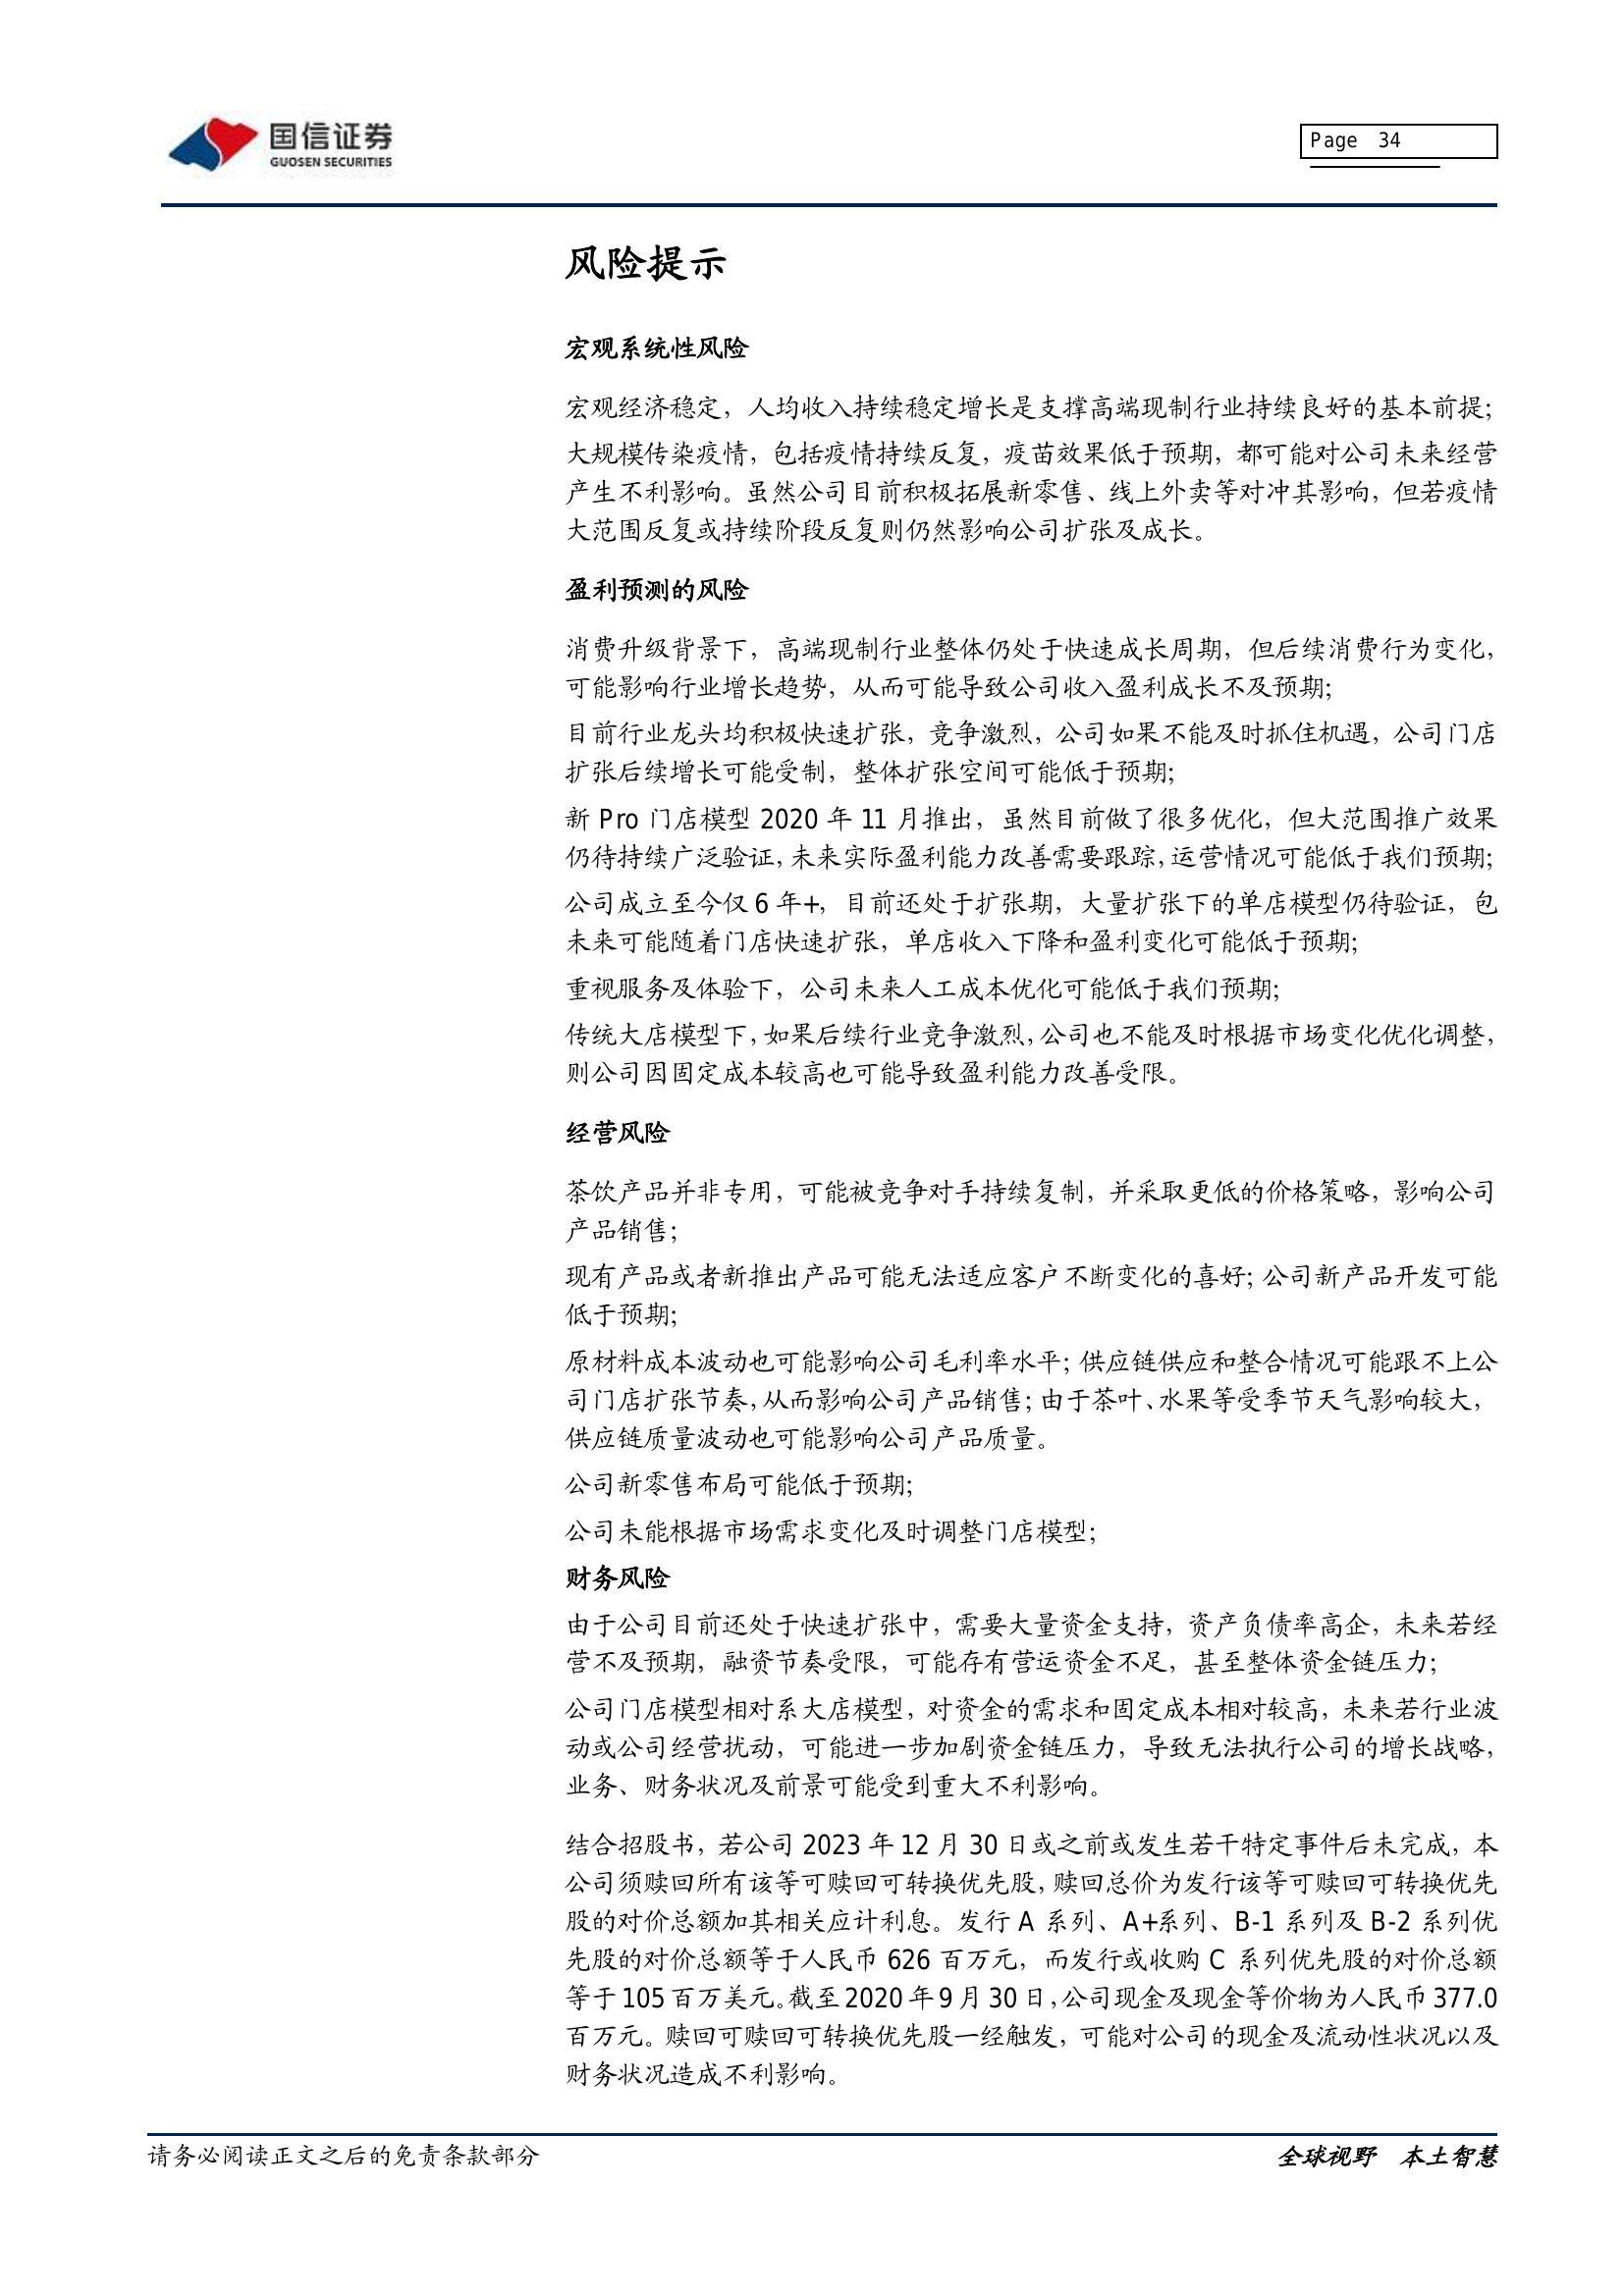 国信证券
GUOSEN SECURITIES
Page 34
风险提示
宏观系统性风险
宏观经济稳定，人均收入持续稳定增长是支撑高端现制行业持续良好的基本前提；
大规模传染疫情，包括疫情持续反复，疫苗效果低于预期，都可能对公司未来经营
产生不利影响。虽然公司目前积极拓展新零售、线上外卖等对冲其影响，但若疫情
大范围反复或持续阶段反复则仍然影响公司扩张及成长。
盈利预测的风险
消费升级背景下，高端现制行业整体仍处于快速成长周期，但后续消费行为变化，
可能影响行业增长趋势，从而可能导致公司收入盈利成长不及预期；
目前行业龙头均积极快速扩张，竞争激烈，公司如果不能及时抓住机遇，公司门店
扩张后续增长可能受制，整体扩张空间可能低于预期；
新 Pro 门店模型 2020 年 11 月推出，虽然目前做了很多优化，但大范围推广效果
仍待持续广泛验证，未来实际盈利能力改善需要跟踪，运营情况可能低于我们预期；
公司成立至今仅 6 年+，目前还处于扩张期，大量扩张下的单店模型仍待验证，包
未来可能随着门店快速扩张，单店收入下降和盈利变化可能低于预期；
重视服务及体验下，公司未来人工成本优化可能低于我们预期；
传统大店模型下，如果后续行业竞争激烈，公司也不能及时根据市场变化优化调整，
则公司因固定成本较高也可能导致盈利能力改善受限。
经营风险
茶饮产品并非专用，可能被竞争对手持续复制，并采取更低的价格策略，影响公司
产品销售；
现有产品或者新推出产品可能无法适应客户不断变化的喜好；公司新产品开发可能
低于预期；
原材料成本波动也可能影响公司毛利率水平；供应链供应和整合情况可能跟不上公
司门店扩张节奏，从而影响公司产品销售；由于茶叶、水果等受季节天气影响较大，
供应链质量波动也可能影响公司产品质量。
公司新零售布局可能低于预期；
公司未能根据市场需求变化及时调整门店模型；
财务风险
由于公司目前还处于快速扩张中，需要大量资金支持，资产负债率高企，未来若经
营不及预期，融资节奏受限，可能存有营运资金不足，甚至整体资金链压力；
公司门店模型相对系大店模型，对资金的需求和固定成本相对较高，未来若行业波
动或公司经营扰动，可能进一步加剧资金链压力，导致无法执行公司的增长战略，
业务、财务状况及前景可能受到重大不利影响。
结合招股书，若公司 2023 年 12 月 30 日或之前或发生若干特定事件后未完成，本
公司须赎回所有该等可赎回可转换优先股，赎回总价为发行该等可赎回可转换优先
股的对价总额加其相关应计利息。发行 A 系列、A+系列、B-1 系列及 B-2 系列优
先股的对价总额等于人民币 626 百万元，而发行或收购 C 系列优先股的对价总额
等于 105 百万美元。截至 2020 年 9 月 30 日，公司现金及现金等价物为人民币 377.0
百万元。赎回可赎回可转换优先股一经触发，可能对公司的现金及流动性状况以及
财务状况造成不利影响。
请务必阅读正文之后的免责条款部分
全球视野 本土智慧